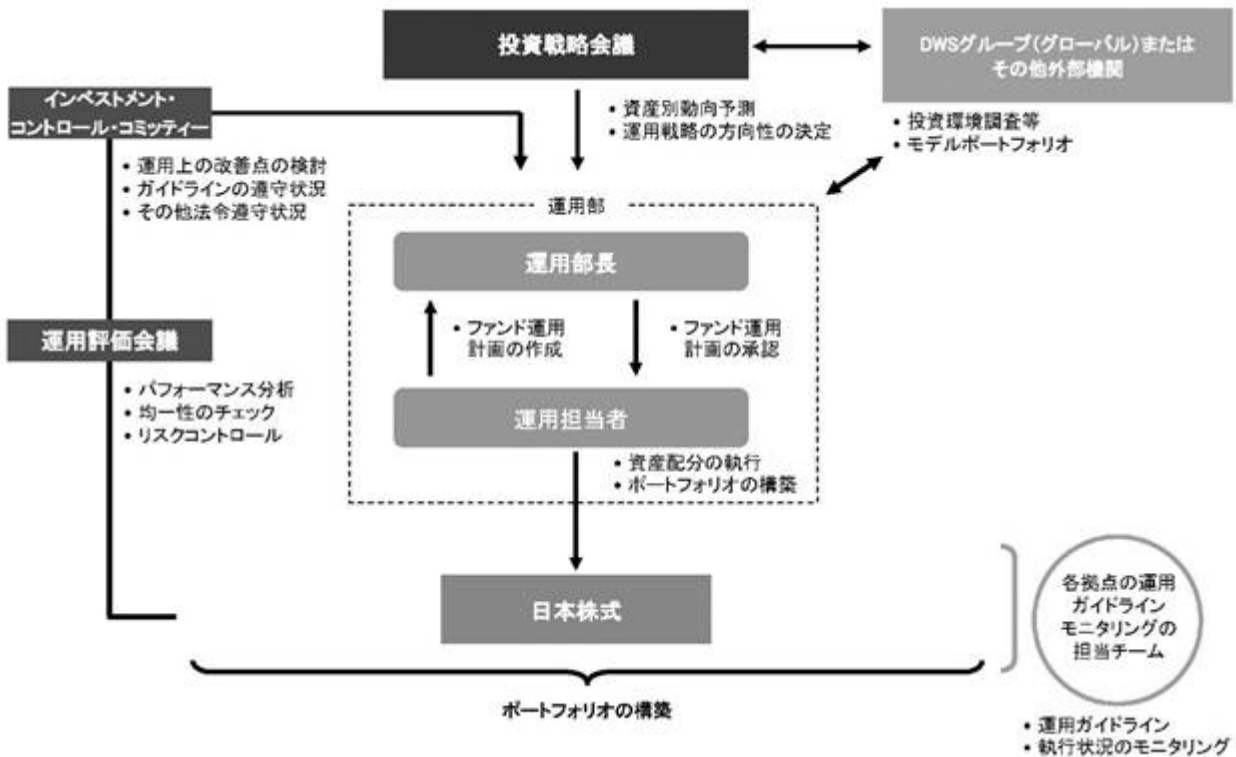 投資戦略会議
DWSグループ(グローバル)または
その他外部機関
インベストメント・
コントロール・コミッティー
• 資産別動向予測
• 運用戦略の方向性の決定
• 投資環境調査等
• モデルポートフォリオ
• 運用上の改善点の検討
• ガイドラインの遵守状況
• その他法令遵守状況
運用部
運用部長
• ファンド運用
計画の作成
• ファンド運用
計画の承認
運用評価会議
• パフォーマンス分析
• 均一性のチェック
• リスクコントロール
運用担当者
• 資産配分の執行
• ポートフォリオの構築
日本株式
各拠点の運用
ガイドライン
モニタリングの
担当チーム
ポートフォリオの構築
• 運用ガイドライン
• 執行状況のモニタリング